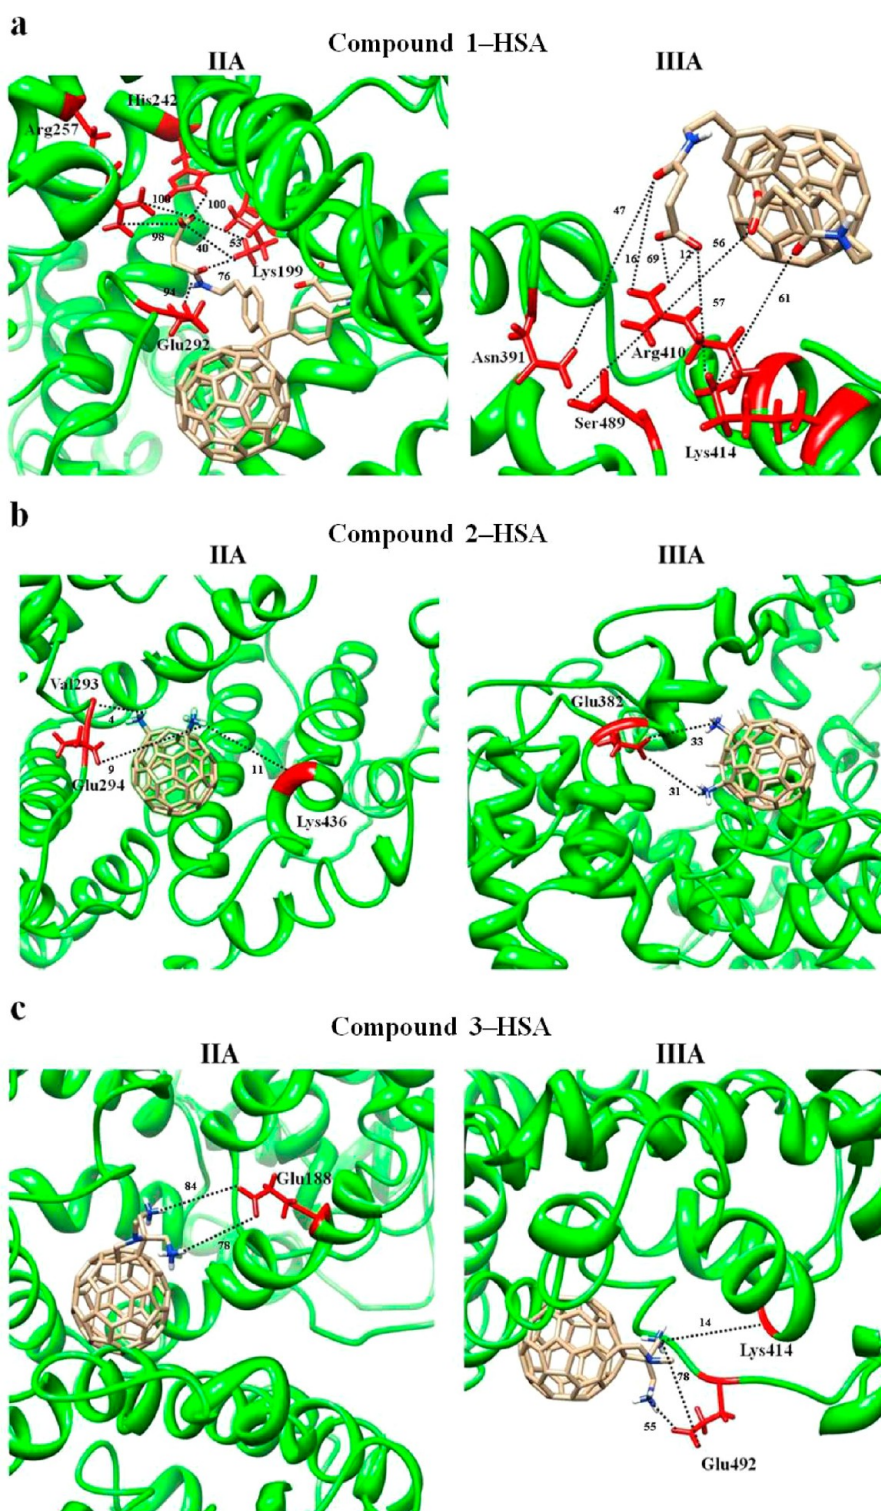 a
Compound 1–HSA
IIA
IIIA
His242
Arg257
100
100
98
40
53
76
Lys199
94
Glu292
47
56
16
69
12
57
61
Asn391
Arg410
Ser489
Lys414
b
Compound 2–HSA
IIA
IIIA
Val293
4
9
Glu294
11
Lys436
Glu382
33
31
c
Compound 3–HSA
IIA
IIIA
84
Glu188
78
14
Lys414
78
55
Glu492